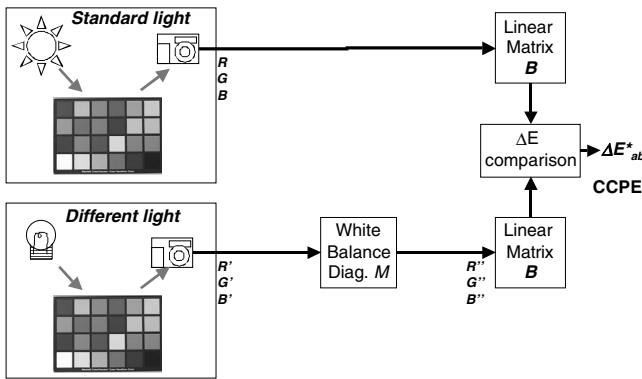 Standard light
R
G
B
Linear
Matrix
B
ΔE
comparison
ΔE*ab
CCPE
Different light
R'
G'
B'
White
Balance
Diag. M
R''
G''
B''
Linear
Matrix
B